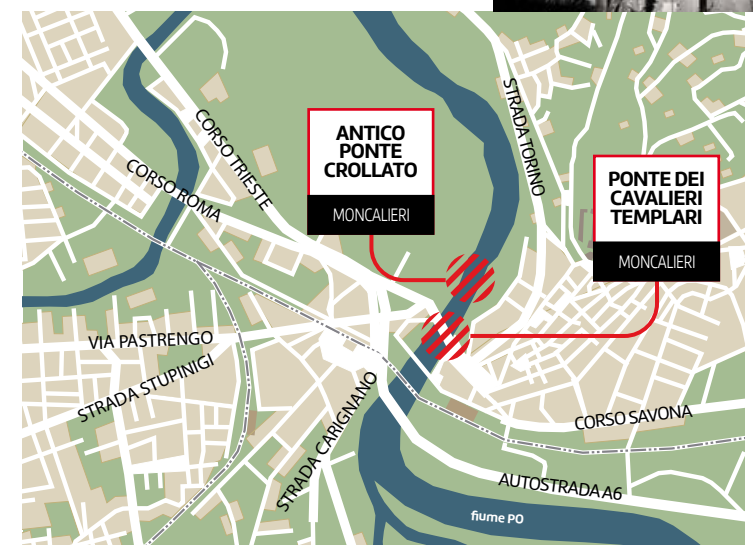 STRADA TORINO
CORSO TRIESTE
ANTICO
PONTE
CROLLATO
MONCALIERI
CORSO ROMA
PONTE DEI
CAVALIERI
TEMPLARI
MONCALIERI
VIA PASTRENGO
STRADA STUPINIGI
STRADA CARIGNANO
CORSO SAVONA
AUTOSTRADA A6
fiume PO